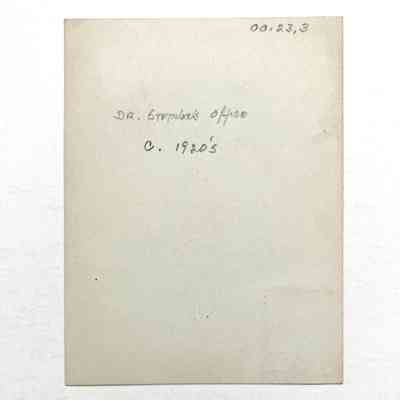 00.23,3
DR. office
C. 1920's